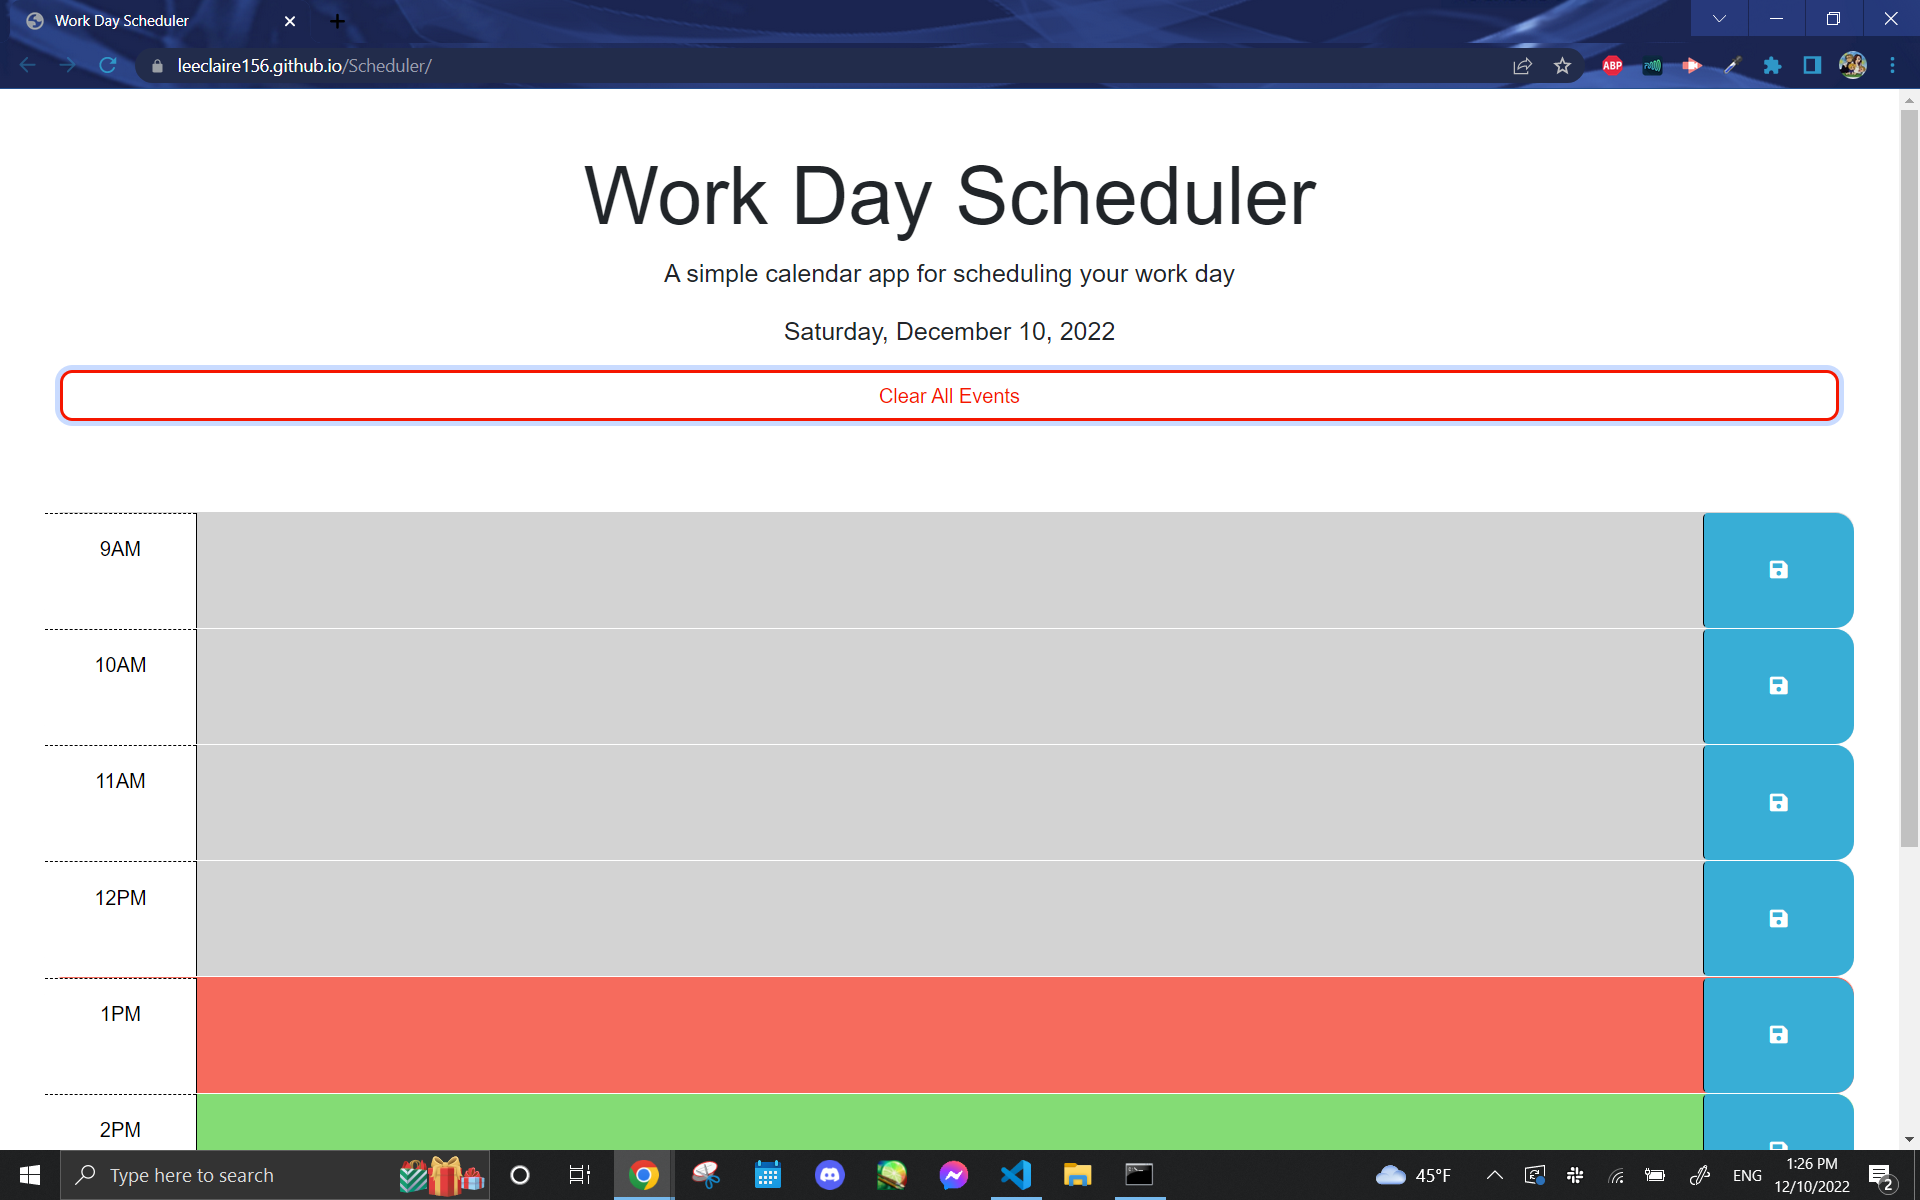 Work Day Scheduler
leeclaire156.github.io/Scheduler/
ABP
Work Day Scheduler
A simple calendar app for scheduling your work day
Saturday, December 10, 2022
Clear All Events
9AM
10AM
11AM
12PM
1PM
2PM
Type here to search
45°F
ENG
1:26 PM
12/10/2022
2